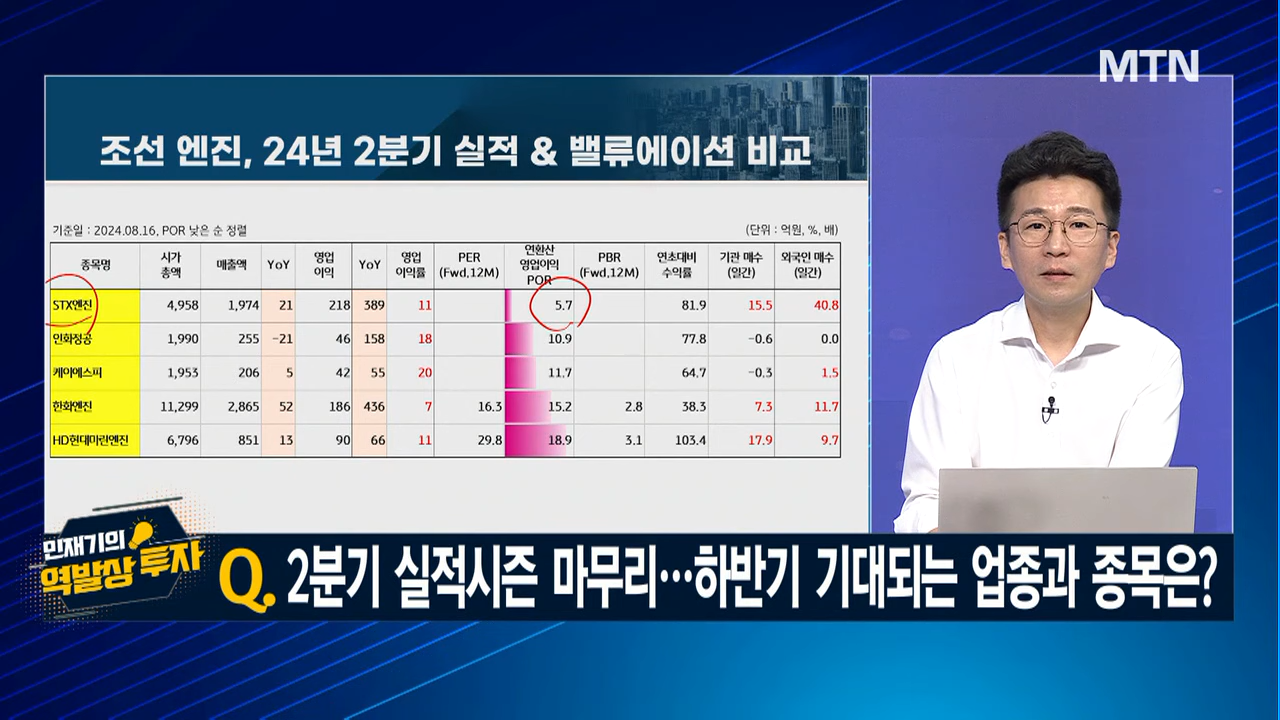 MTN
조선 엔진, 24년 2분기 실적 & 밸류에이션 비교
기준일 : 2024.08.16, POR 낮은 순 정렬 (단위 : 억원, %, 배)
종목명 시가 총액 매출액 YoY 영업 이익 YoY 영업 이익률 PER (Fwd,12M) 연환산 영업이익 POR PBR (Fwd,12M) 연초대비 수익률 기관 매수 (일간) 외국인 매수 (일간)
STX엔진 4,958 1,974 21 218 389 11 5.7 81.9 15.5 40.8
인화정공 1,990 255 -21 46 158 18 10.9 77.8 -0.6 0.0
케이에스피 1,953 206 5 42 55 20 11.7 64.7 -0.3 1.5
한화엔진 11,299 2,865 52 186 436 7 16.3 15.2 2.8 38.3 7.3 11.7
HD현대마린엔진 6,796 851 13 90 66 11 29.8 18.9 3.1 103.4 17.9 9.7
민재기의
역발상 투자
Q. 2분기 실적시즌 마무리…하반기 기대되는 업종과 종목은?